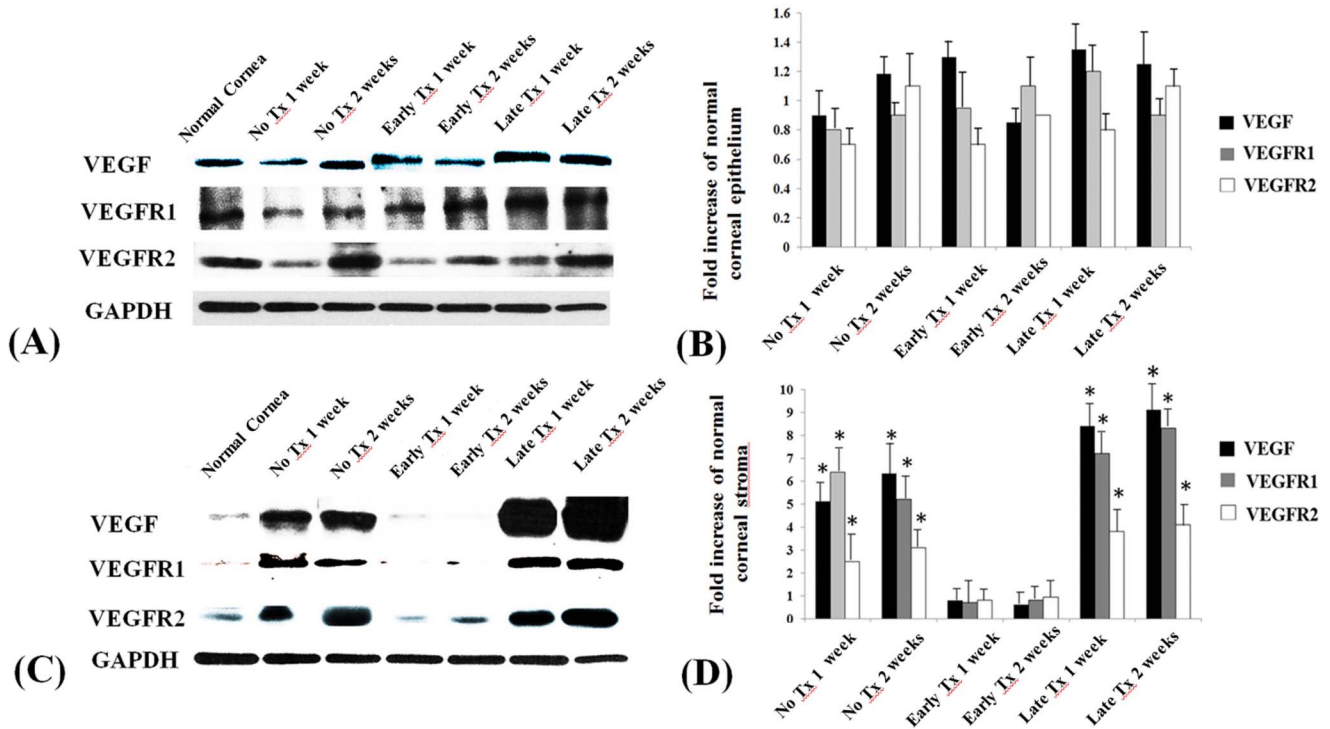 Normal Cornea
No Tx 1 week
No Tx 2 weeks
Early Tx 1 week
Early Tx 2 weeks
Late Tx 1 week
Late Tx 2 weeks
VEGF
VEGFR1
VEGFR2
GAPDH
(A)
Fold increase of normal
corneal epithelium
1.6
1.4
1.2
1
0.8
0.6
0.4
0.2
0
No Tx 1 week
No Tx 2 weeks
Early Tx 1 week
Early Tx 2 weeks
Late Tx 1 week
Late Tx 2 weeks
VEGF
VEGFR1
VEGFR2
(B)
Normal Cornea
No Tx 1 week
No Tx 2 weeks
Early Tx 1 week
Early Tx 2 weeks
Late Tx 1 week
Late Tx 2 weeks
VEGF
VEGFR1
VEGFR2
GAPDH
(C)
Fold increase of normal
corneal stroma
10
9
8
7
6
5
4
3
2
1
0
* * *
* * *
* * *
* * *
No Tx 1 week
No Tx 2 weeks
Early Tx 1 week
Early Tx 2 weeks
Late Tx 1 week
Late Tx 2 weeks
VEGF
VEGFR1
VEGFR2
(D)